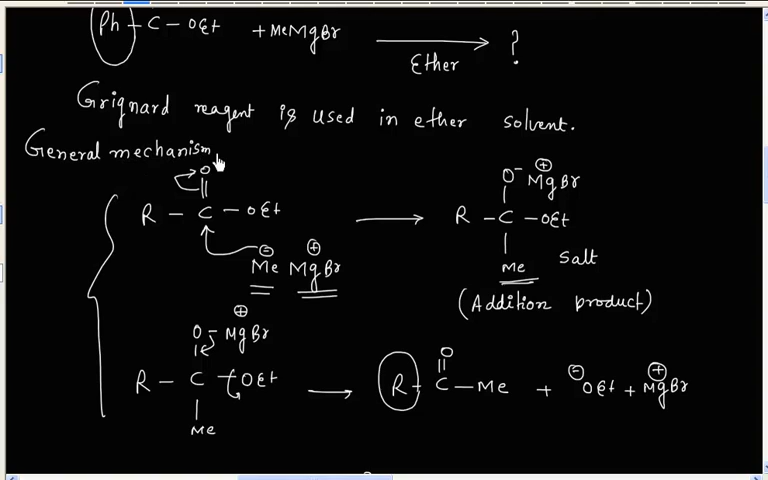 Ph - C - OEt + MeMgBr ⟶ ?
Ether
Grignard reagent is used in ether solvent.
General mechanism
O O⁻ ⊕MgBr
R - C - OEt ⟶ R - C - OEt
⊖ ⊕
Me MgBr Me salt
(Addition product)
⊕
O - MgBr O
R - C - OEt ⟶ R - C - Me + ⊖OEt + ⊕MgBr
Me